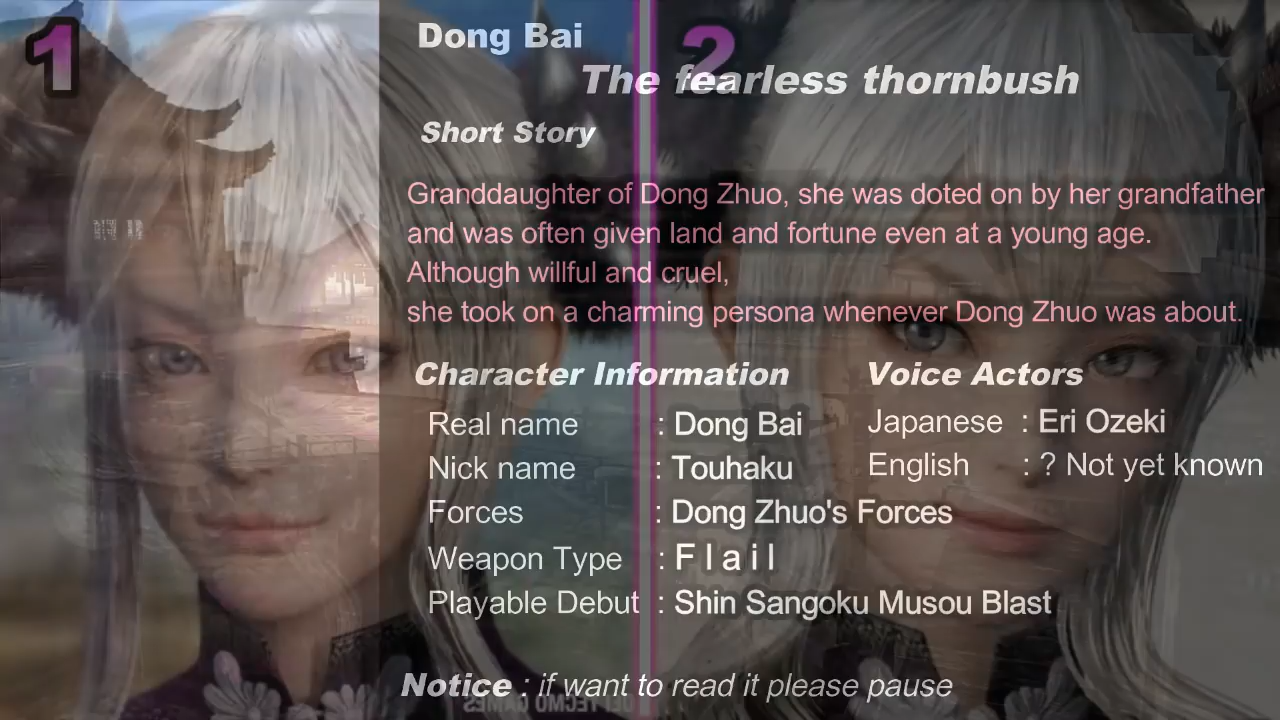 1
2
Dong Bai
The fearless thornbush
Short Story
Granddaughter of Dong Zhuo, she was doted on by her grandfather
and was often given land and fortune even at a young age.
Although willful and cruel,
she took on a charming persona whenever Dong Zhuo was about.
Character Information
Real name : Dong Bai
Nick name : Touhaku
Forces : Dong Zhuo's Forces
Weapon Type : Flail
Playable Debut : Shin Sangoku Musou Blast
Voice Actors
Japanese : Eri Ozeki
English : ? Not yet known
Notice : if want to read it please pause
TECMO GAMES